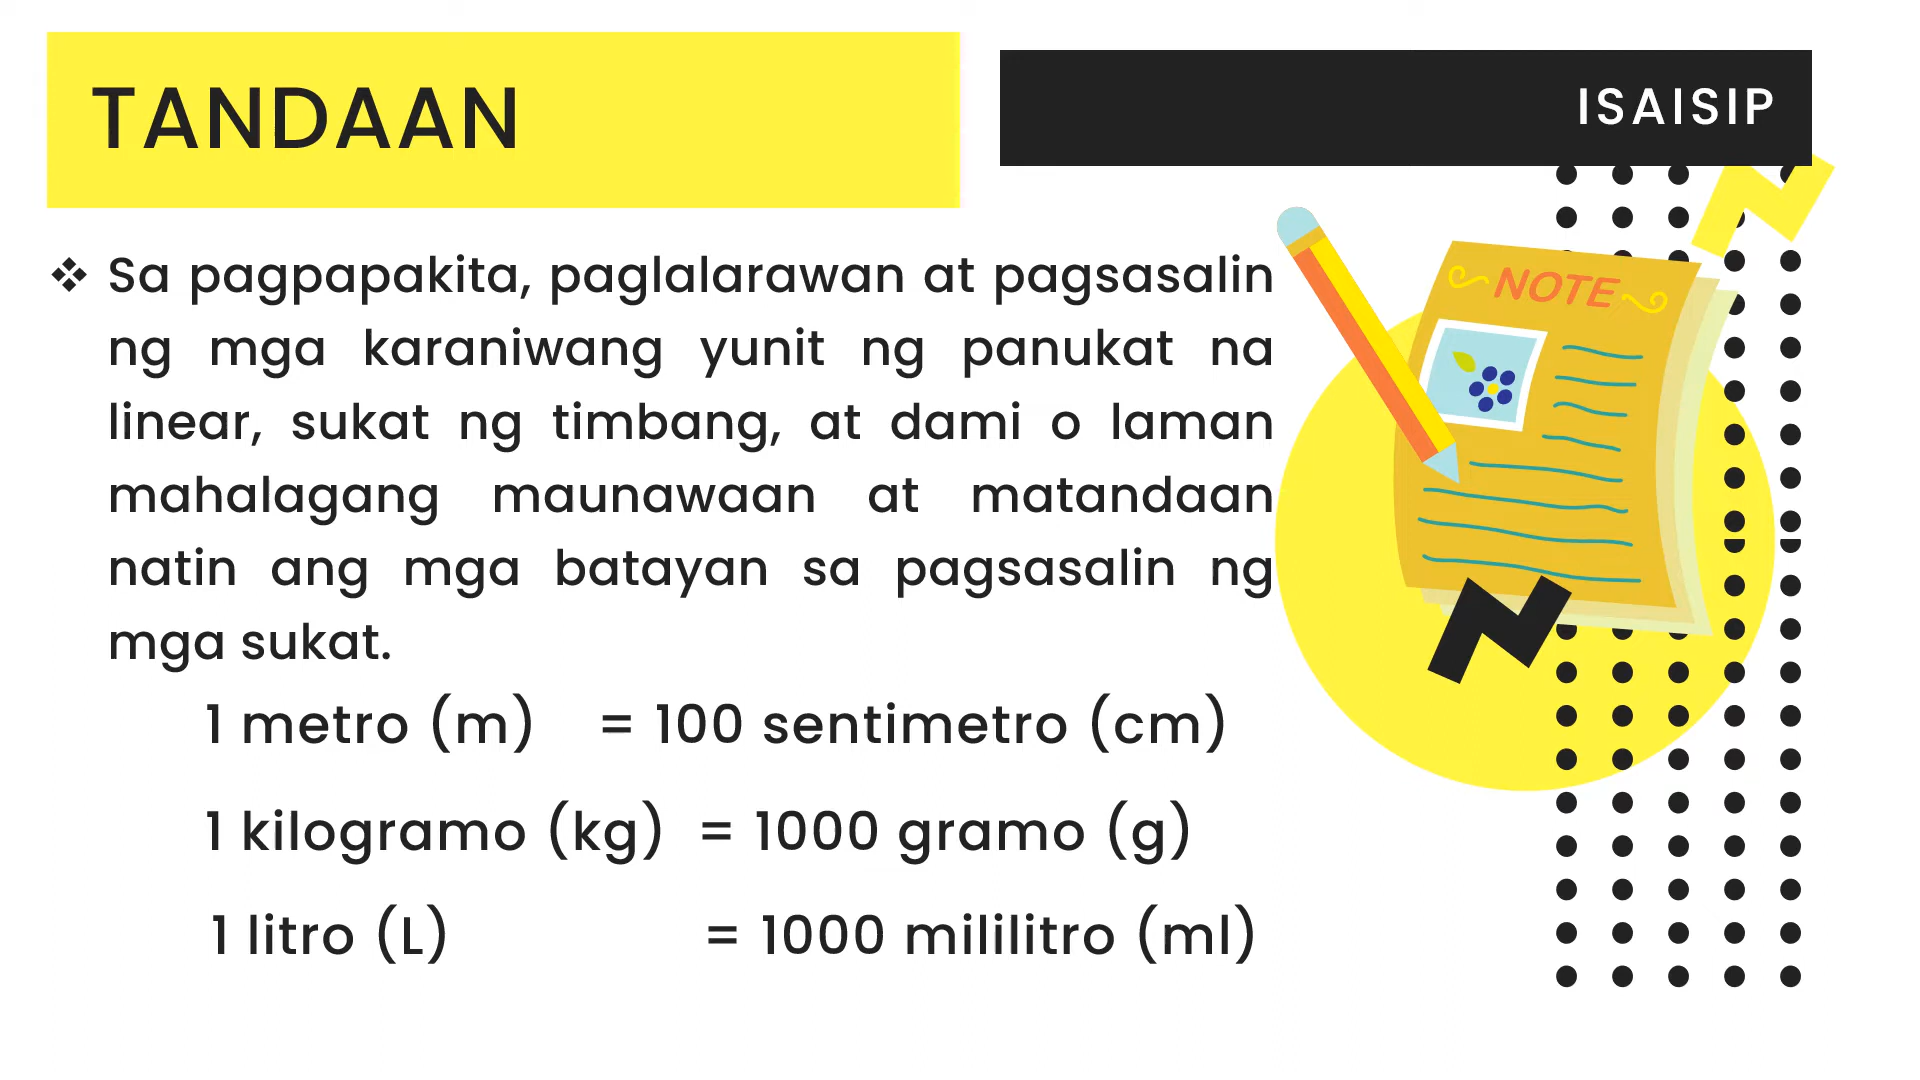 TANDAAN
ISAISIP
❖ Sa pagpapakita, paglalarawan at pagsasalin
ng mga karaniwang yunit ng panukat na
linear, sukat ng timbang, at dami o laman
mahalagang maunawaan at matandaan
natin ang mga batayan sa pagsasalin ng
mga sukat.
NOTE
1 metro (m) = 100 sentimetro (cm)
1 kilogramo (kg) = 1000 gramo (g)
1 litro (L) = 1000 mililitro (ml)